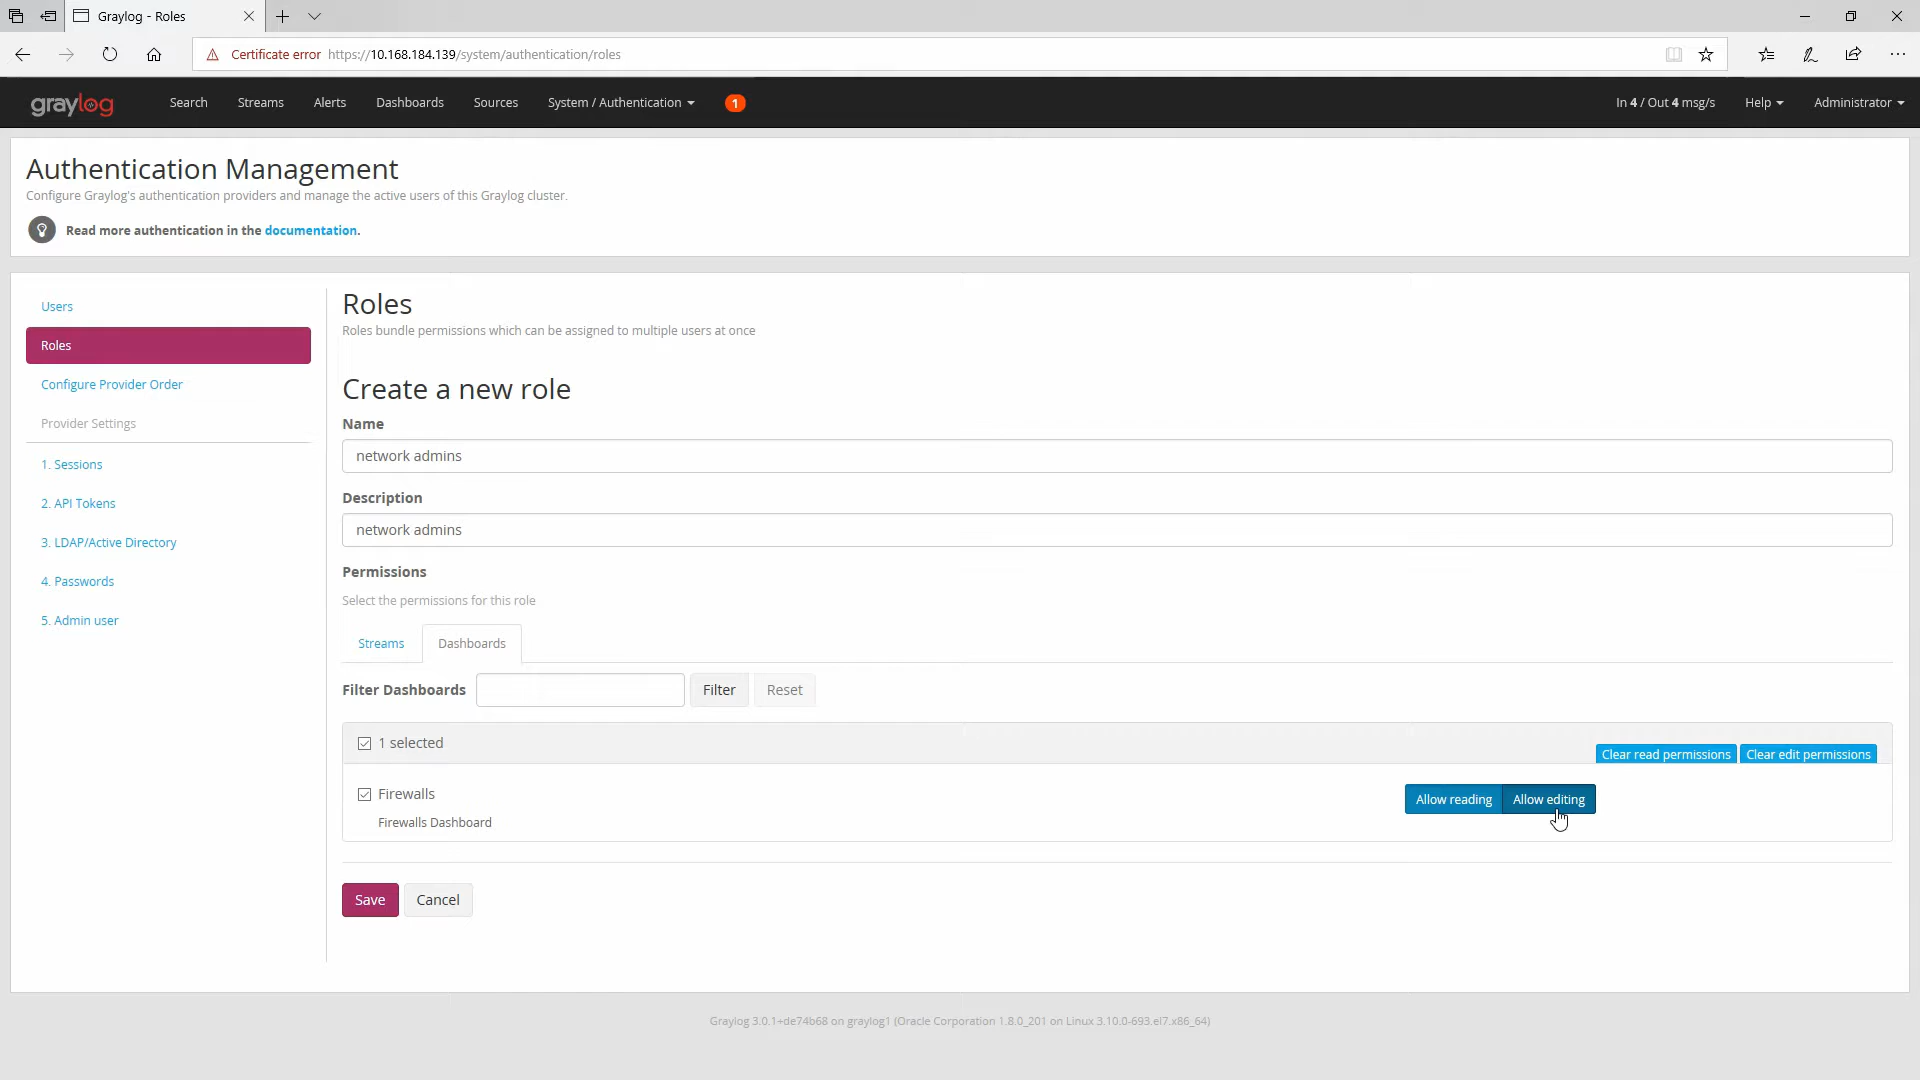 Graylog - Roles
Certificate error https://10.168.184.139/system/authentication/roles
graylog Search Streams Alerts Dashboards Sources System / Authentication 1 In 4 / Out 4 msg/s Help Administrator
Authentication Management
Configure Graylog's authentication providers and manage the active users of this Graylog cluster.
Read more authentication in the documentation.
Users
Roles
Configure Provider Order
Provider Settings
1. Sessions
2. API Tokens
3. LDAP/Active Directory
4. Passwords
5. Admin user
Roles
Roles bundle permissions which can be assigned to multiple users at once
Create a new role
Name
network admins
Description
network admins
Permissions
Select the permissions for this role
Streams Dashboards
Filter Dashboards Filter Reset
1 selected
Clear read permissions Clear edit permissions
Firewalls
Allow reading Allow editing
Firewalls Dashboard
Save Cancel
Graylog 3.0.1+de74b68 on graylog1 (Oracle Corporation 1.8.0_201 on Linux 3.10.0-693.el7.x86_64)